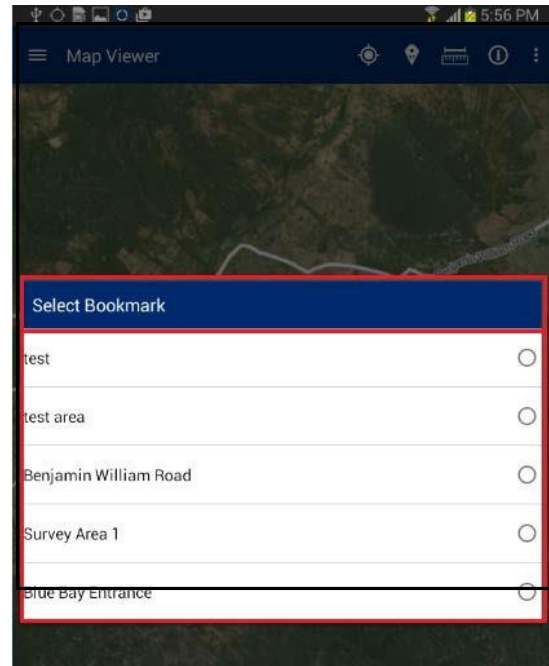 5:56 PM
Map Viewer
Select Bookmark
test
test area
Benjamin William Road
Survey Area 1
Blue Bay Entrance